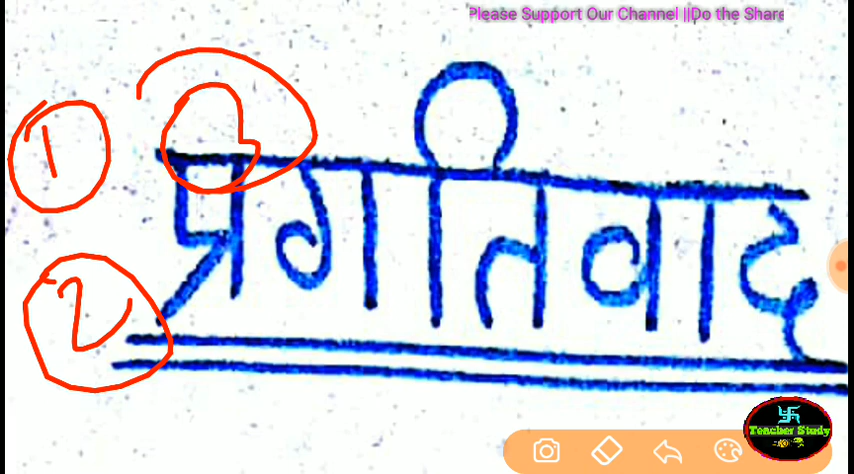 Please Support Our Channel ||Do the Share
1
3
प्रगतिवाद
2
Teacher Study